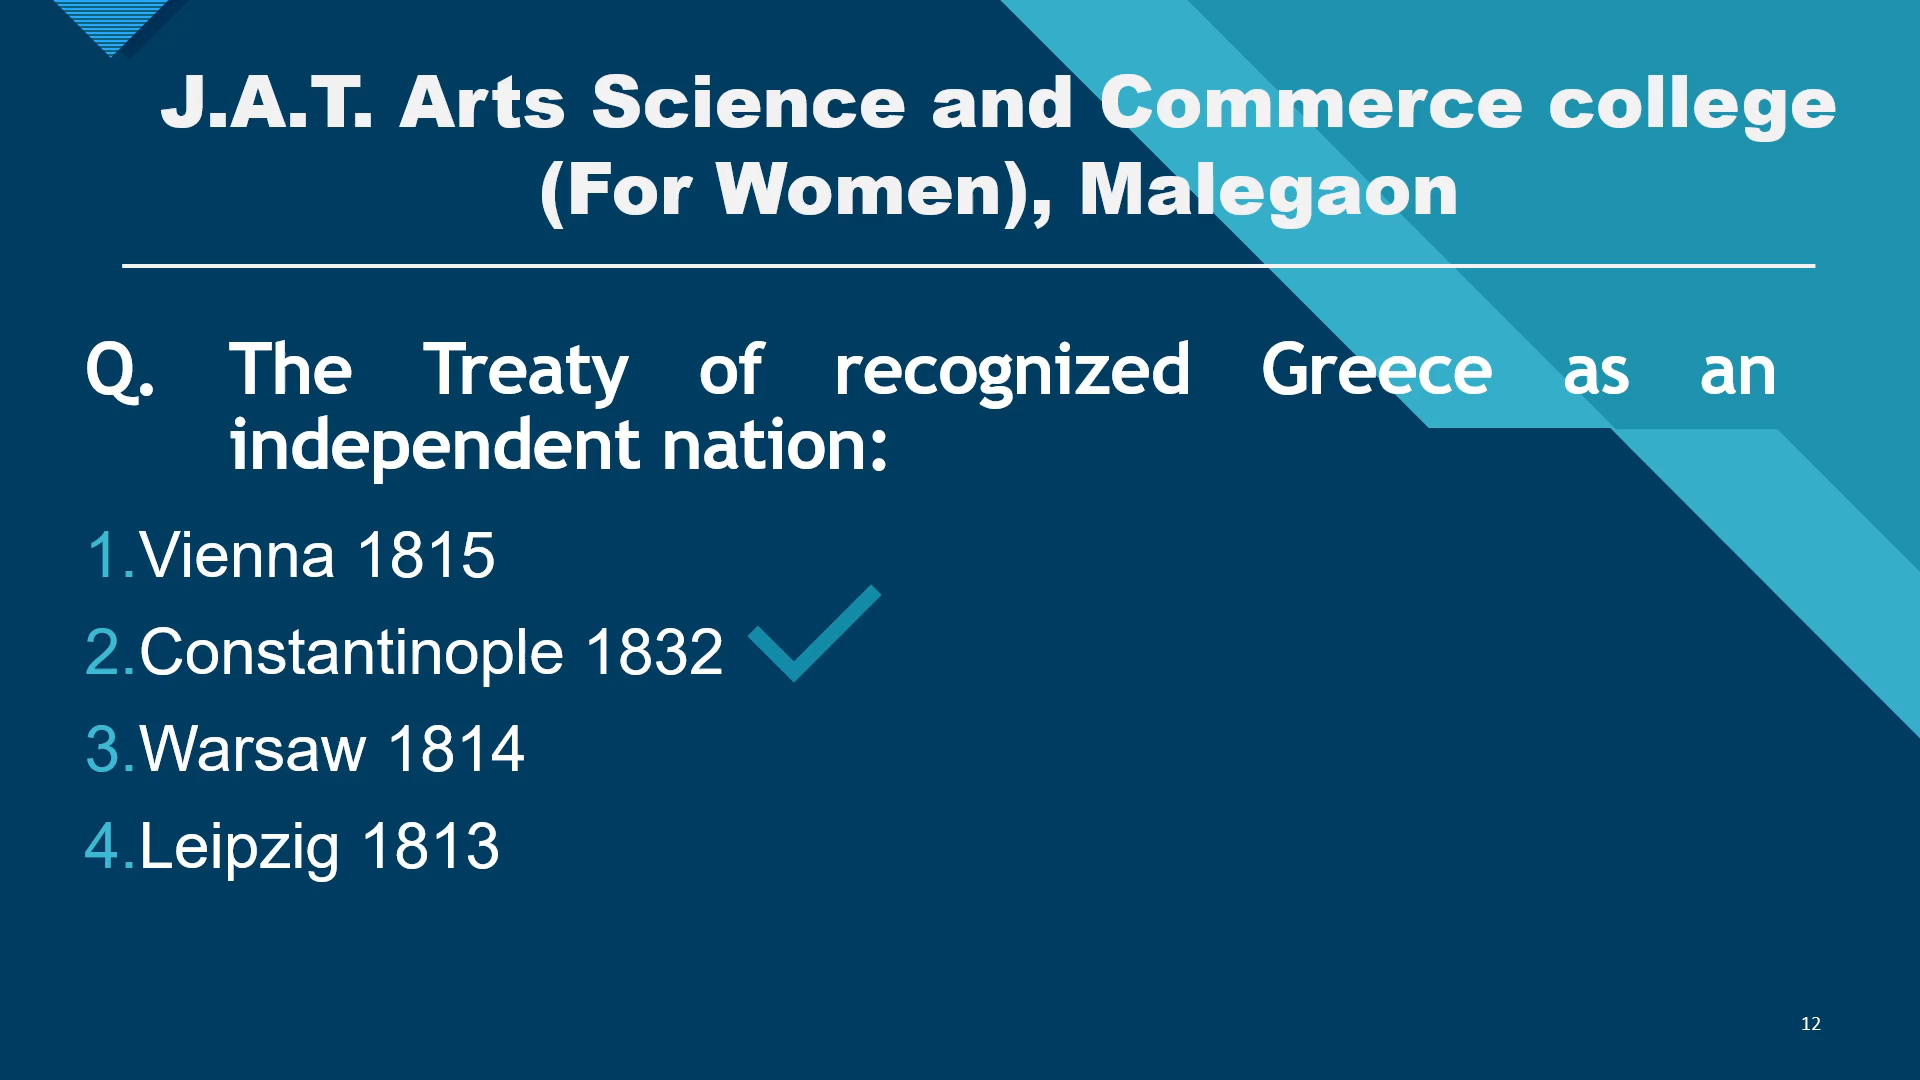 J.A.T. Arts Science and Commerce college
(For Women), Malegaon
Q. The Treaty of recognized Greece as an
independent nation:
1.Vienna 1815
2.Constantinople 1832
3.Warsaw 1814
4.Leipzig 1813
12